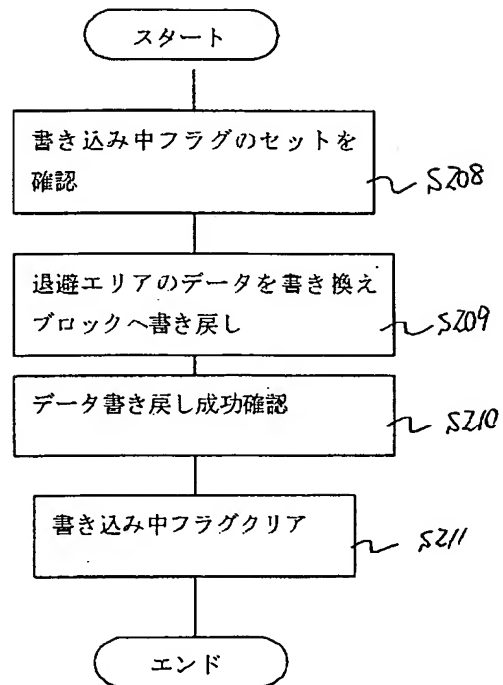 スタート
書き込み中フラグのセットを
確認
S208
退避エリアのデータを書き換え
ブロックへ書き戻し
S209
データ書き戻し成功確認
S210
書き込み中フラグクリア
S211
エンド